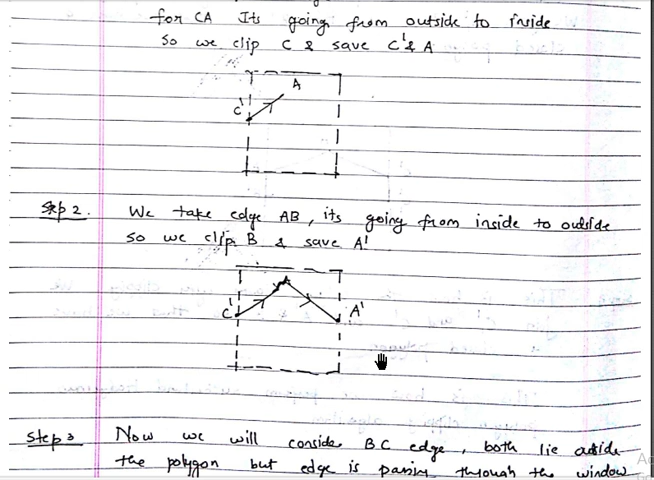 for CA Its going from outside to inside
So we clip C & save C'& A
A
C'
Step 2. We take edge AB, its going from inside to outside
so we clip B & save A'
A
C' A'
Step 3 Now we will consider BC edge, both lie outside
the polygon but edge is passing through the window